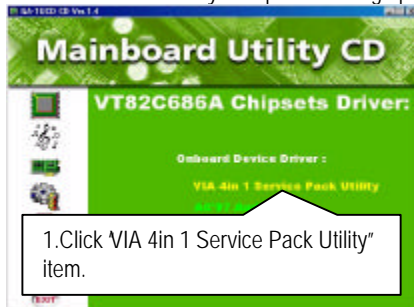 Mainboard Utility CD
VT82C686A Chipsets Driver:
Onboard Device Driver :
VIA 4in 1 Service Pack Utility
1.Click "VIA 4in 1 Service Pack Utility"
item.
EXIT